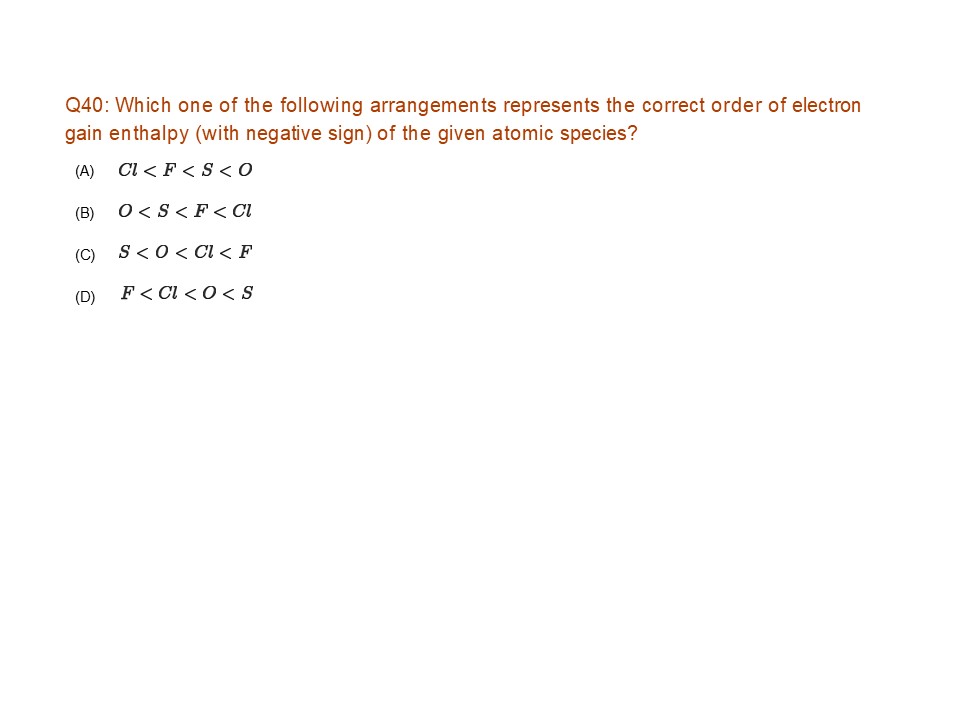 Q40: Which one of the following arrangements represents the correct order of electron
gain enthalpy (with negative sign) of the given atomic species?
(A) Cl < F < S < O
(B) O < S < F < Cl
(C) S < O < Cl < F
(D) F < Cl < O < S